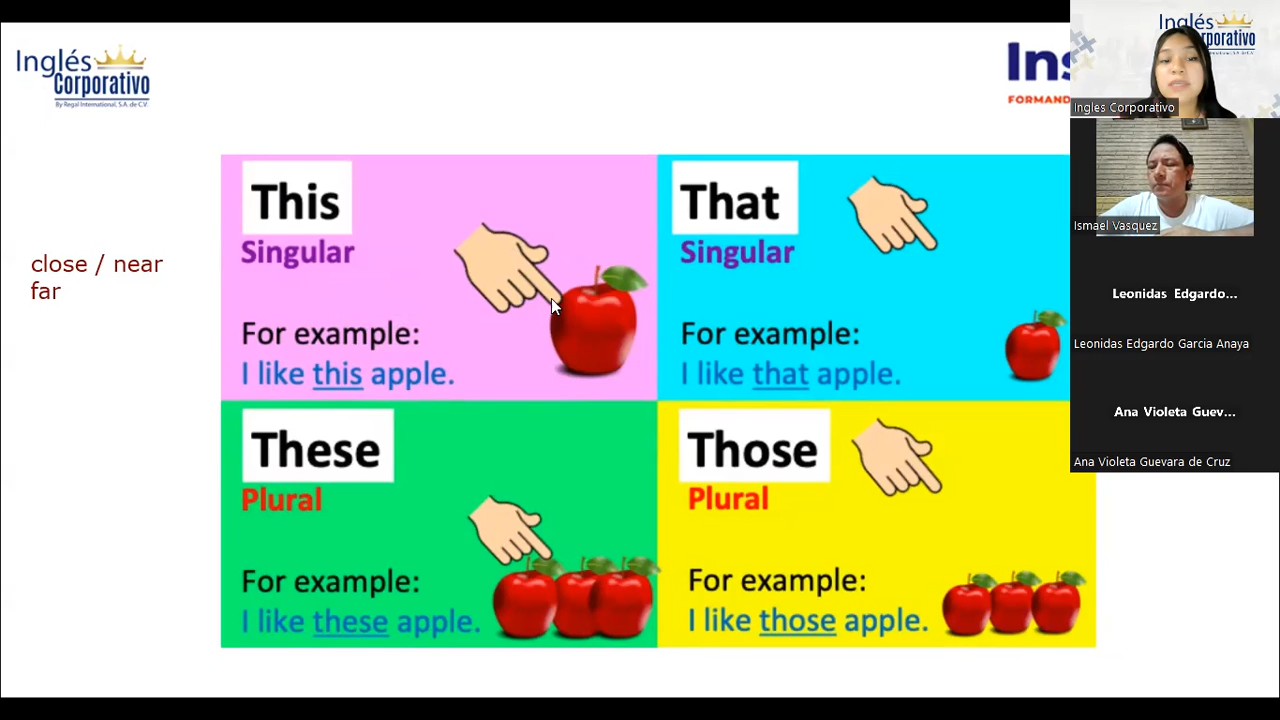 Inglés
Corporativo
By Regal International, S.A. de C.V.
Ins
FORMAND
close / near
far
This
Singular
For example:
I like this apple.
That
Singular
For example:
I like that apple.
These
Plural
For example:
I like these apple.
Those
Plural
For example:
I like those apple.
Inglés
rporativo
Ingles Corporativo
Ismael Vasquez
Leonidas Edgardo...
Leonidas Edgardo Garcia Anaya
Ana Violeta Guev...
Ana Violeta Guevara de Cruz